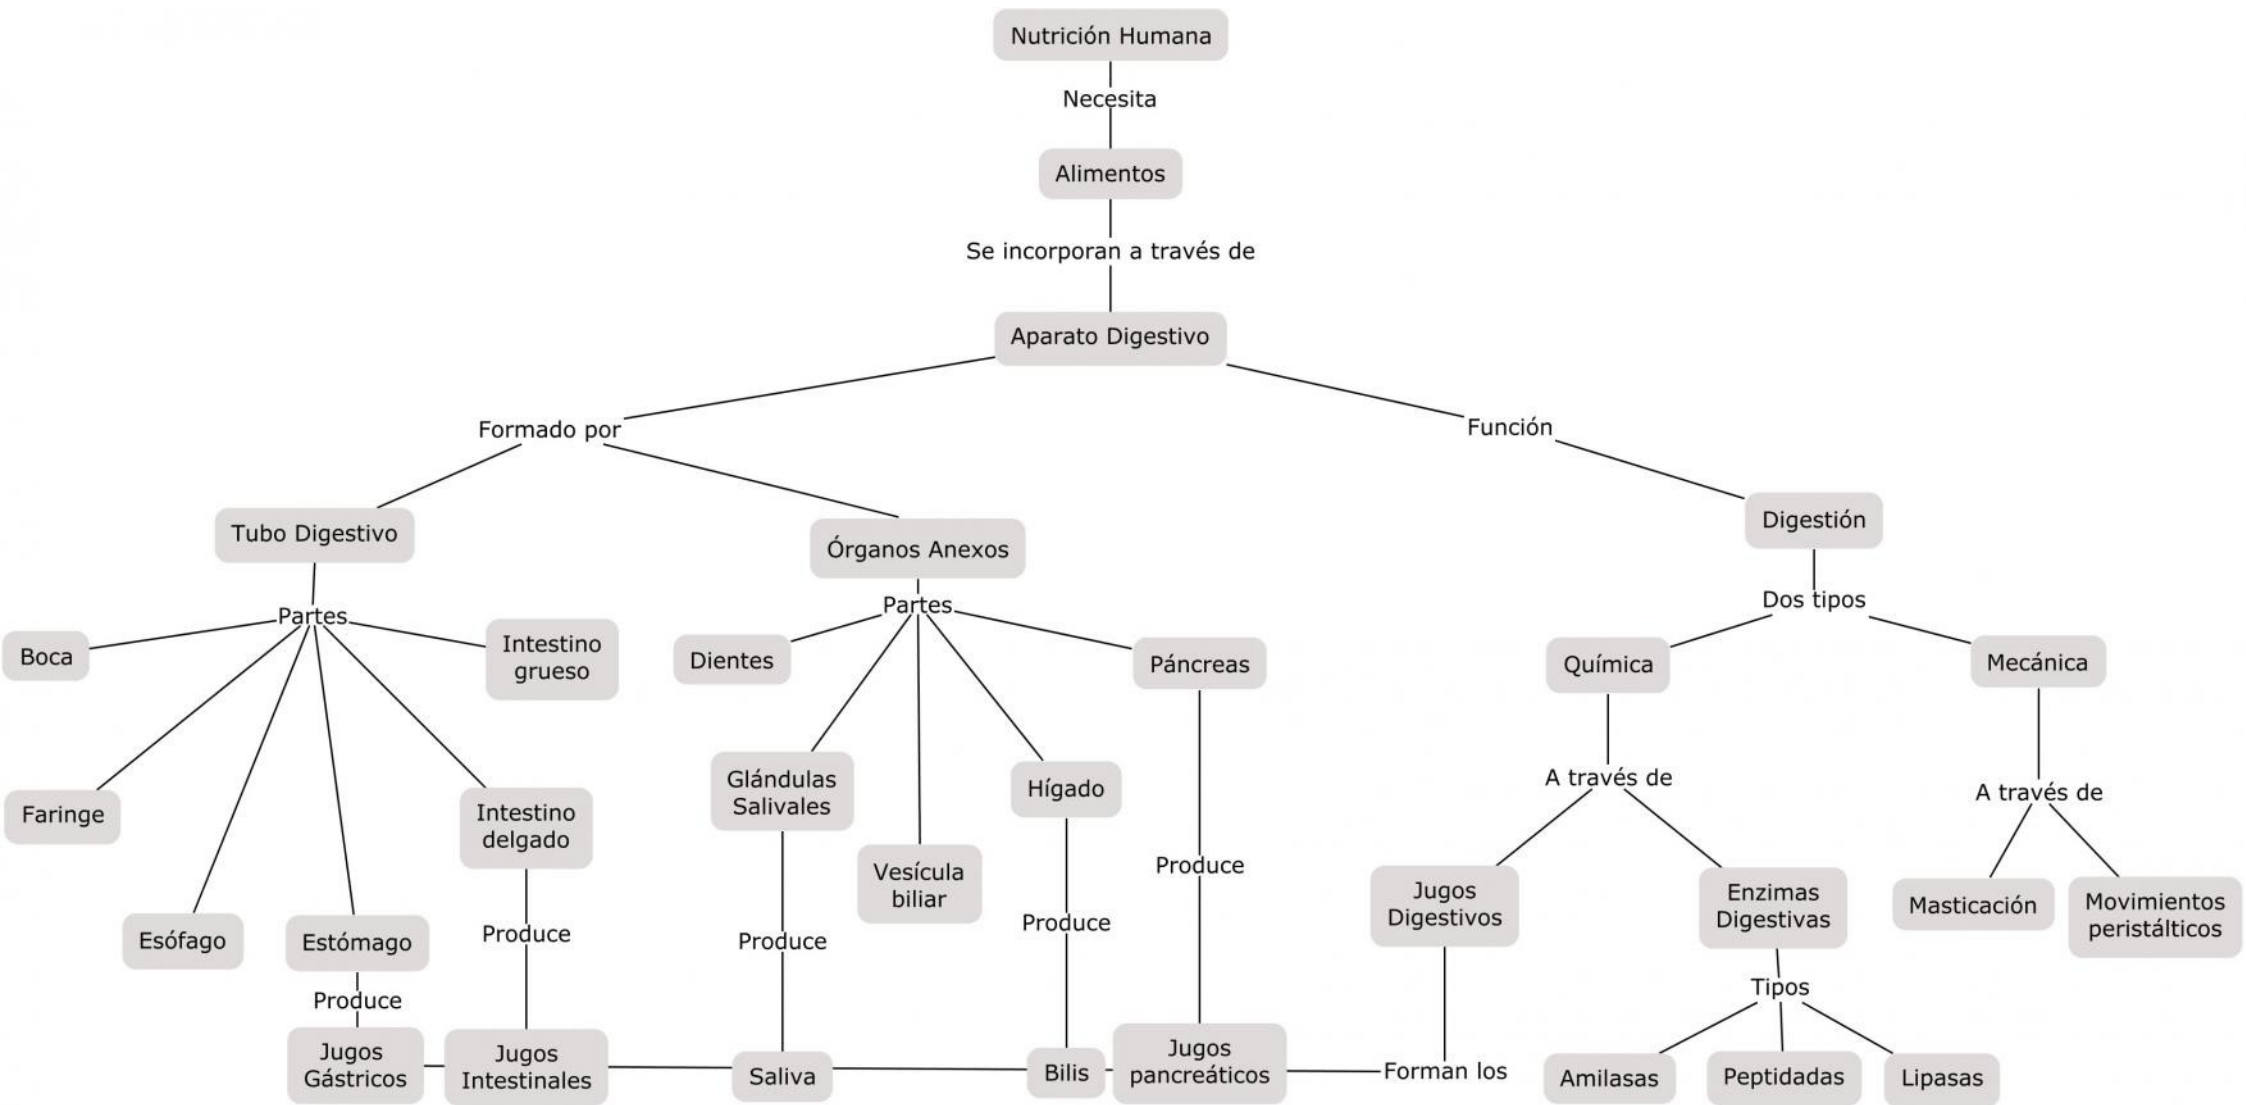 Nutrición Humana
Necesita
Alimentos
Se incorporan a través de
Aparato Digestivo
Formado por
Función
Tubo Digestivo
Órganos Anexos
Digestión
Partes
Partes
Dos tipos
Boca
Intestino
grueso
Dientes
Páncreas
Química
Mecánica
Faringe
Intestino
delgado
Glándulas
Salivales
Hígado
A través de
A través de
Vesícula
biliar
Produce
Jugos
Digestivos
Enzimas
Digestivas
Masticación
Movimientos
peristálticos
Esófago
Estómago
Produce
Produce
Produce
Produce
Tipos
Jugos
Gástricos
Jugos
Intestinales
Saliva
Bilis
Jugos
pancreáticos
Forman los
Amilasas
Peptidadas
Lipasas